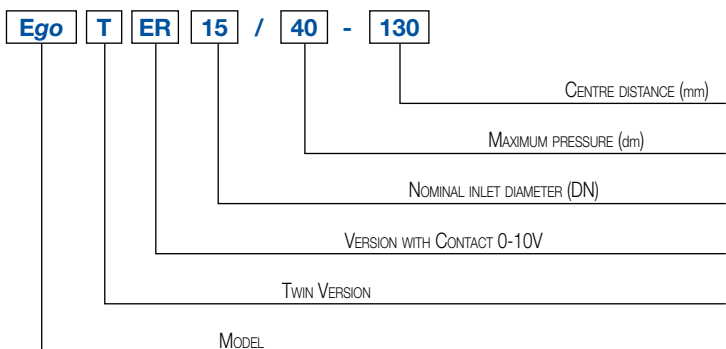 Ego T ER 15 / 40 - 130
Centre distance (mm)
Maximum pressure (dm)
Nominal inlet diameter (DN)
Version with Contact 0-10V
Twin Version
Model